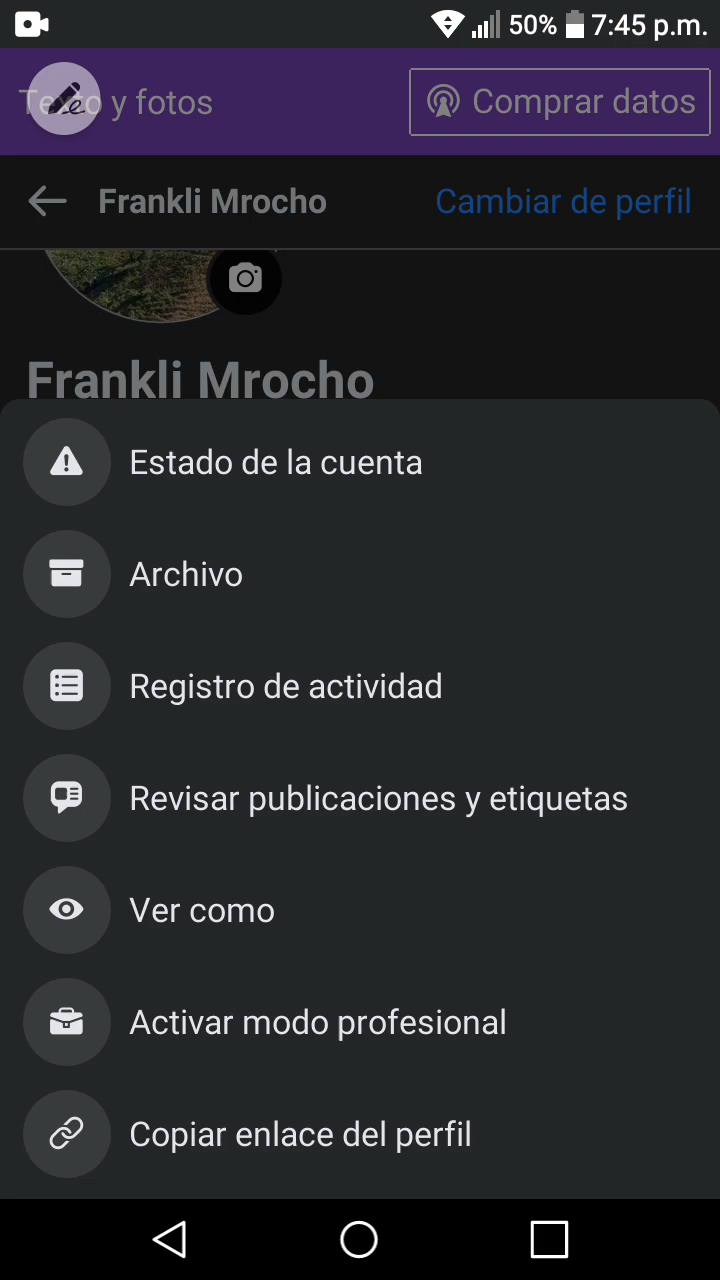 50% 7:45 p.m.
Texto y fotos
Comprar datos
Frankli Mrocho
Cambiar de perfil
Frankli Mrocho
Estado de la cuenta
Archivo
Registro de actividad
Revisar publicaciones y etiquetas
Ver como
Activar modo profesional
Copiar enlace del perfil